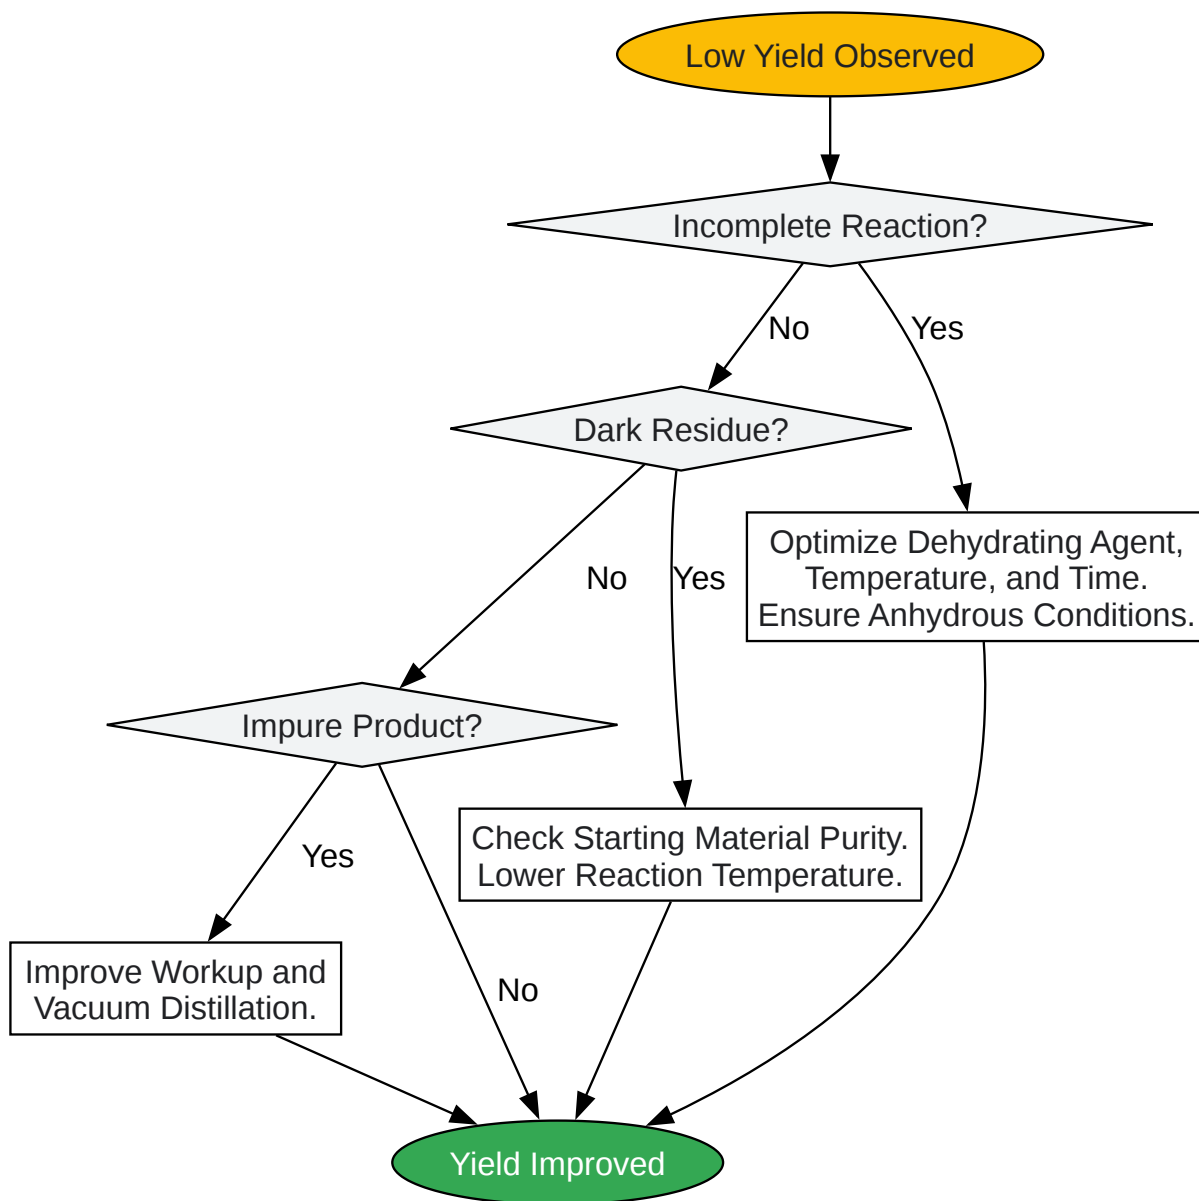 Low Yield Observed
Incomplete Reaction?
No
Yes
Dark Residue?
Optimize Dehydrating Agent,
Temperature, and Time.
Ensure Anhydrous Conditions.
No
Yes
Impure Product?
Check Starting Material Purity.
Lower Reaction Temperature.
Yes
No
Improve Workup and
Vacuum Distillation.
Yield Improved